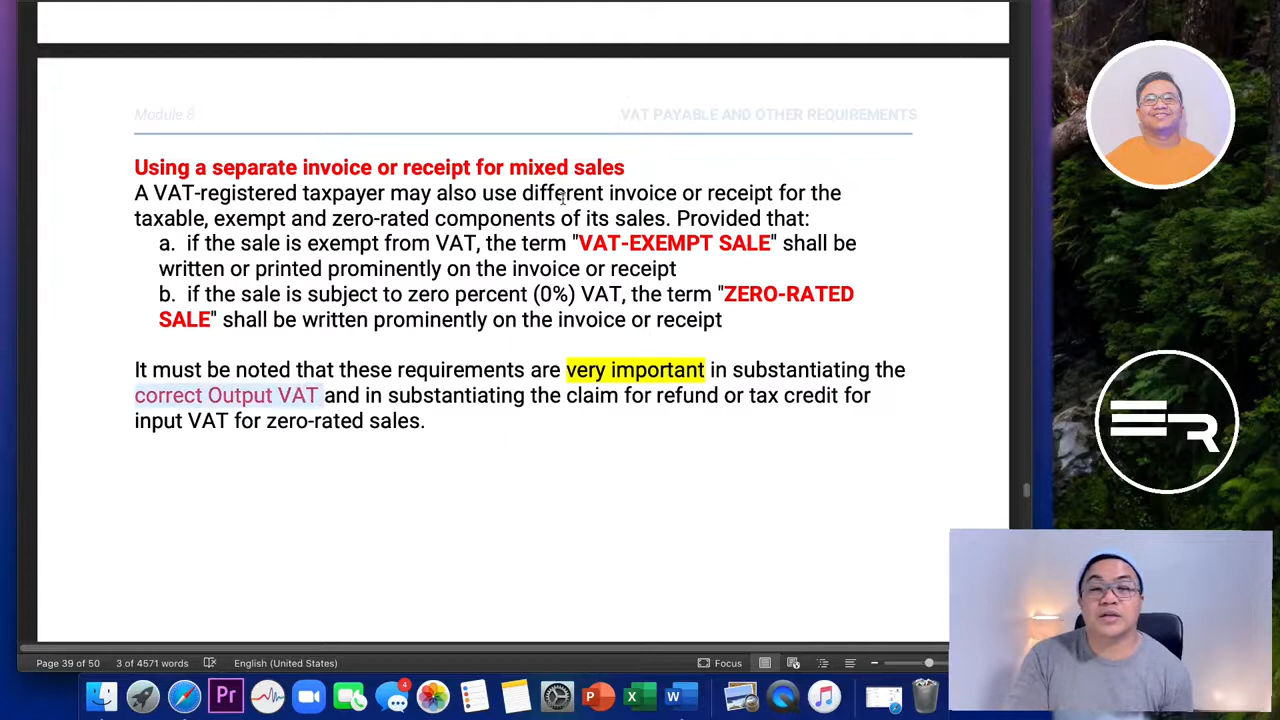 Module 8
VAT PAYABLE AND OTHER REQUIREMENTS
Using a separate invoice or receipt for mixed sales
A VAT-registered taxpayer may also use different invoice or receipt for the
taxable, exempt and zero-rated components of its sales. Provided that:
a. if the sale is exempt from VAT, the term "VAT-EXEMPT SALE" shall be
written or printed prominently on the invoice or receipt
b. if the sale is subject to zero percent (0%) VAT, the term "ZERO-RATED
SALE" shall be written prominently on the invoice or receipt
It must be noted that these requirements are very important in substantiating the
correct Output VAT and in substantiating the claim for refund or tax credit for
input VAT for zero-rated sales.
ER
Page 39 of 50
3 of 4571 words
English (United States)
Focus
Pr
4
P
X
W